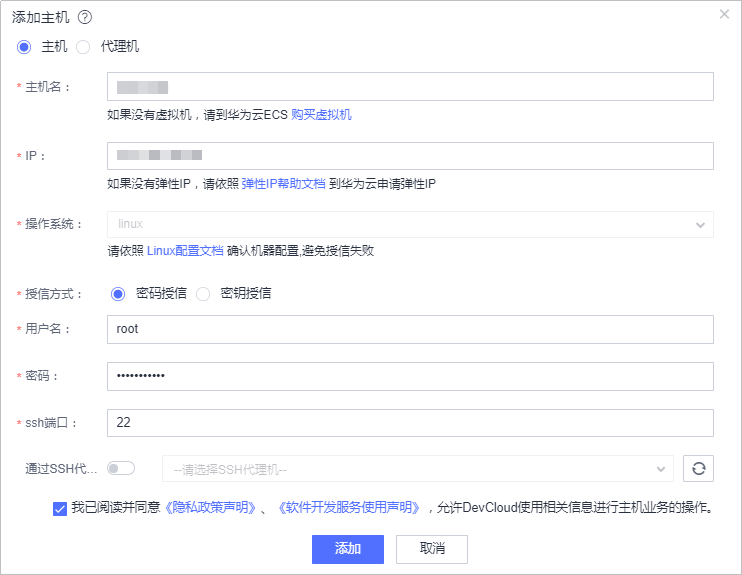 添加主机 ?
主机 代理机
* 主机名：
如果没有虚拟机，请到华为云ECS 购买虚拟机
* IP：
如果没有弹性IP，请依照 弹性IP帮助文档 到华为云申请弹性IP
* 操作系统： linux
请依照 Linux配置文档 确认机器配置,避免授信失败
* 授信方式： 密码授信 密钥授信
* 用户名： root
* 密码： •••••••••••
* ssh端口： 22
通过SSH代... --请选择SSH代理机--
我已阅读并同意《隐私政策声明》、《软件开发服务使用声明》，允许DevCloud使用相关信息进行主机业务的操作。
添加 取消